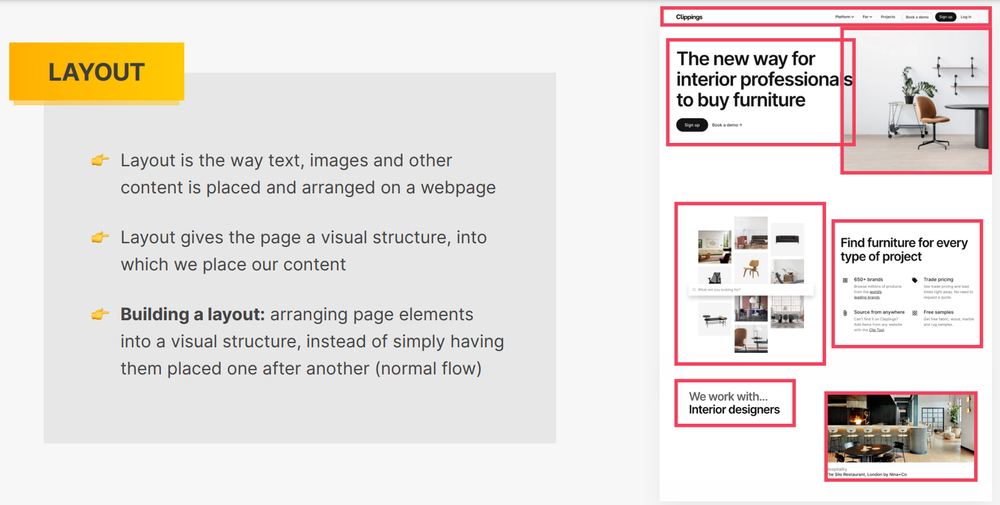 LAYOUT
👉 Layout is the way text, images and other
content is placed and arranged on a webpage
👉 Layout gives the page a visual structure, into
which we place our content
👉 Building a layout: arranging page elements
into a visual structure, instead of simply having
them placed one after another (normal flow)
Clippings
Platform
For
Projects
Book a demo
Sign up
Log in
The new way for
interior professionals
to buy furniture
Sign up
Book a demo →
What are you looking for?
Find furniture for every
type of project
650+ brands
Browse millions of products
from the world's
leading brands.
Trade pricing
See trade pricing and lead
times right away. No need to
request a quote.
Source from anywhere
Can't find it on Clippings?
Add items from any website
with the Clip Tool.
Free samples
Get free fabric, wood, marble
and rug samples.
We work with...
Interior designers
Hospitality
The Silo Restaurant, London by Nina+Co